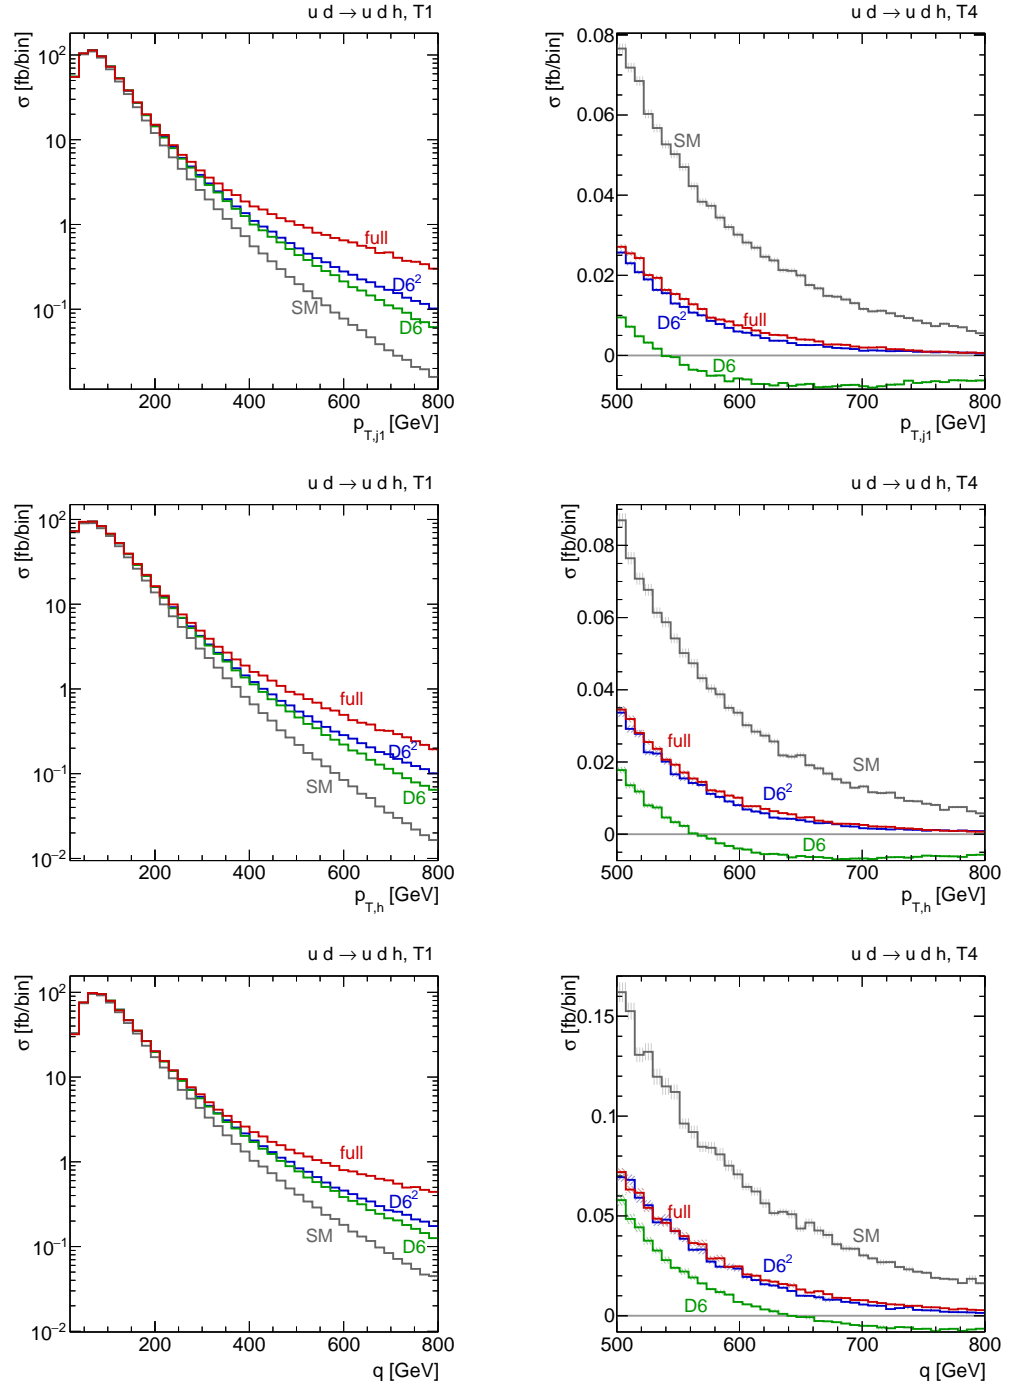 u d → u d h, T1
σ [fb/bin]
10²
10
1
10⁻¹
full
D6²
SM
D6
200 400 600 800
p_T,j1 [GeV]
u d → u d h, T4
σ [fb/bin]
0.08
0.06
0.04
0.02
0
SM
full
D6²
D6
500 600 700 800
p_T,j1 [GeV]
u d → u d h, T1
σ [fb/bin]
10²
10
1
10⁻¹
10⁻²
full
D6²
SM
D6
200 400 600 800
p_T,h [GeV]
u d → u d h, T4
σ [fb/bin]
0.08
0.06
0.04
0.02
0
full
SM
D6²
D6
500 600 700 800
p_T,h [GeV]
u d → u d h, T1
σ [fb/bin]
10²
10
1
10⁻¹
10⁻²
full
D6²
SM
D6
200 400 600 800
q [GeV]
u d → u d h, T4
σ [fb/bin]
0.15
0.1
0.05
0
full
SM
D6²
D6
500 600 700 800
q [GeV]